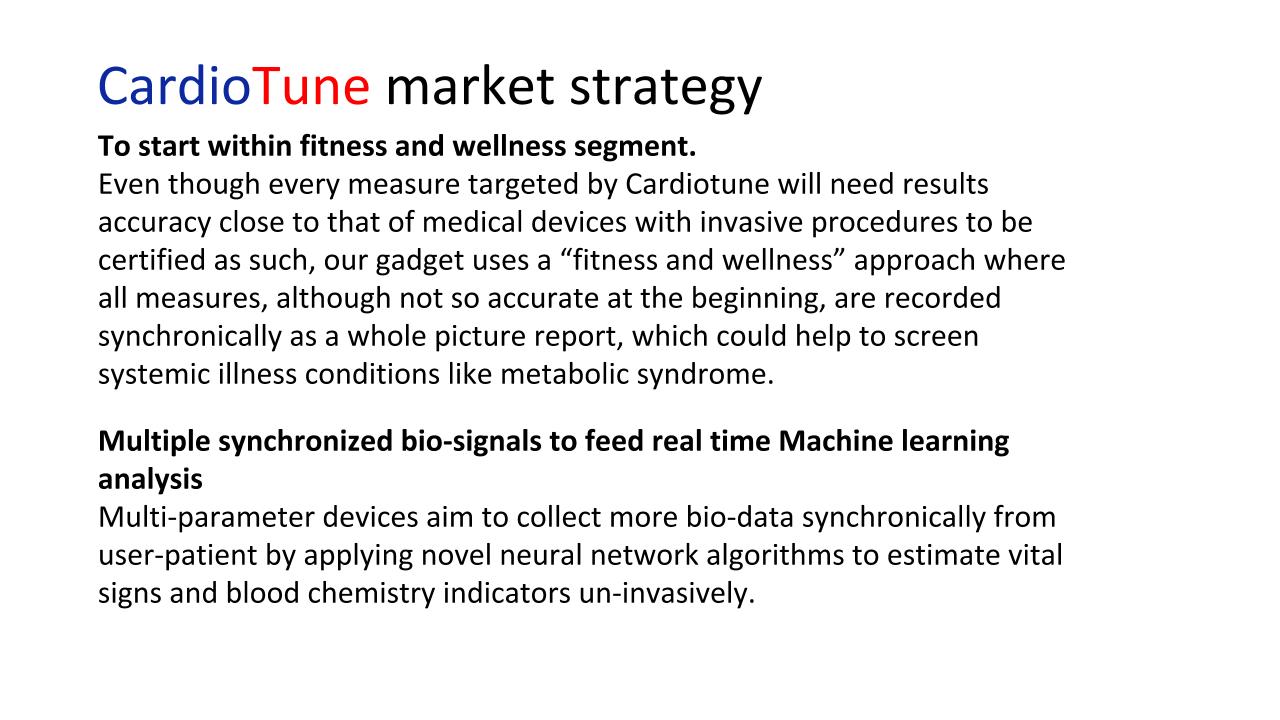 CardioTune market strategy
To start within fitness and wellness segment.
Even though every measure targeted by Cardiotune will need results
accuracy close to that of medical devices with invasive procedures to be
certified as such, our gadget uses a “fitness and wellness” approach where
all measures, although not so accurate at the beginning, are recorded
synchronically as a whole picture report, which could help to screen
systemic illness conditions like metabolic syndrome.
Multiple synchronized bio-signals to feed real time Machine learning
analysis
Multi-parameter devices aim to collect more bio-data synchronically from
user-patient by applying novel neural network algorithms to estimate vital
signs and blood chemistry indicators un-invasively.